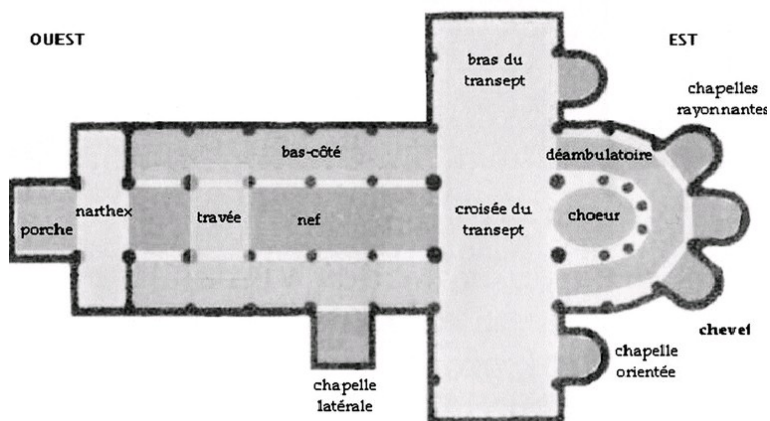 OUEST
EST
bras du
transept
chapelles
rayonnantes
bas-côté
déambulatoire
porche
narthex
travée
nef
croisée du
transept
choeur
chevet
chapelle
latérale
chapelle
orientée